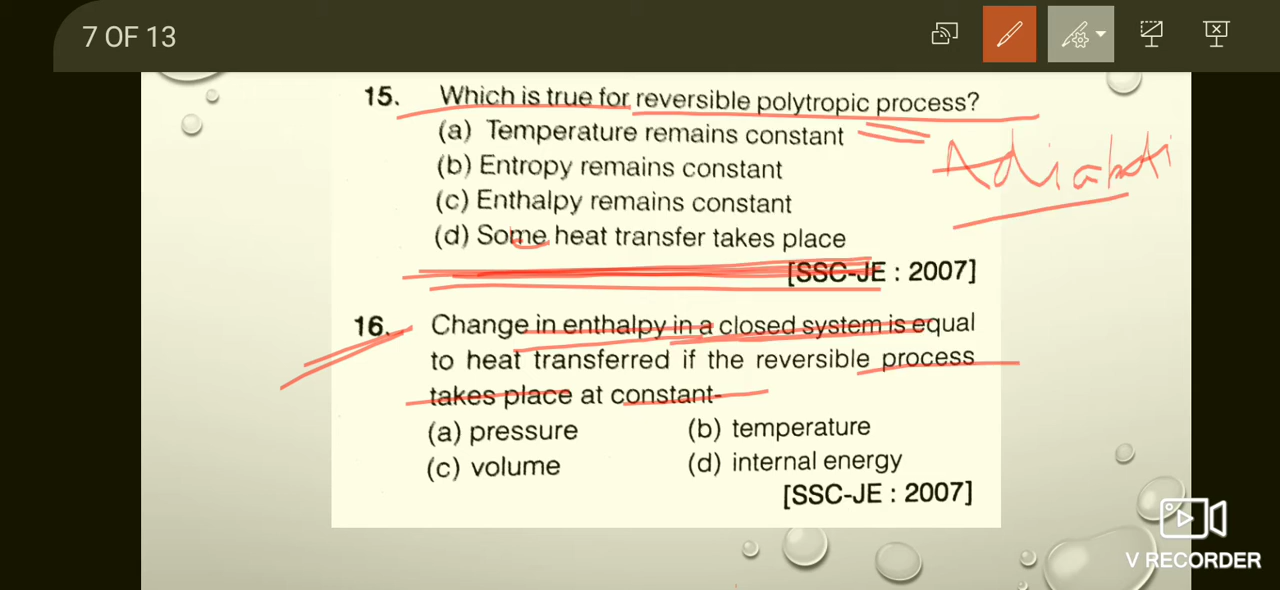 7 OF 13
15. Which is true for reversible polytropic process?
(a) Temperature remains constant
(b) Entropy remains constant
(c) Enthalpy remains constant
(d) Some heat transfer takes place
[SSC-JE : 2007]
Adiabati
16. Change in enthalpy in a closed system is equal
to heat transferred if the reversible process
takes place at constant-
(a) pressure (b) temperature
(c) volume (d) internal energy
[SSC-JE : 2007]
V RECORDER